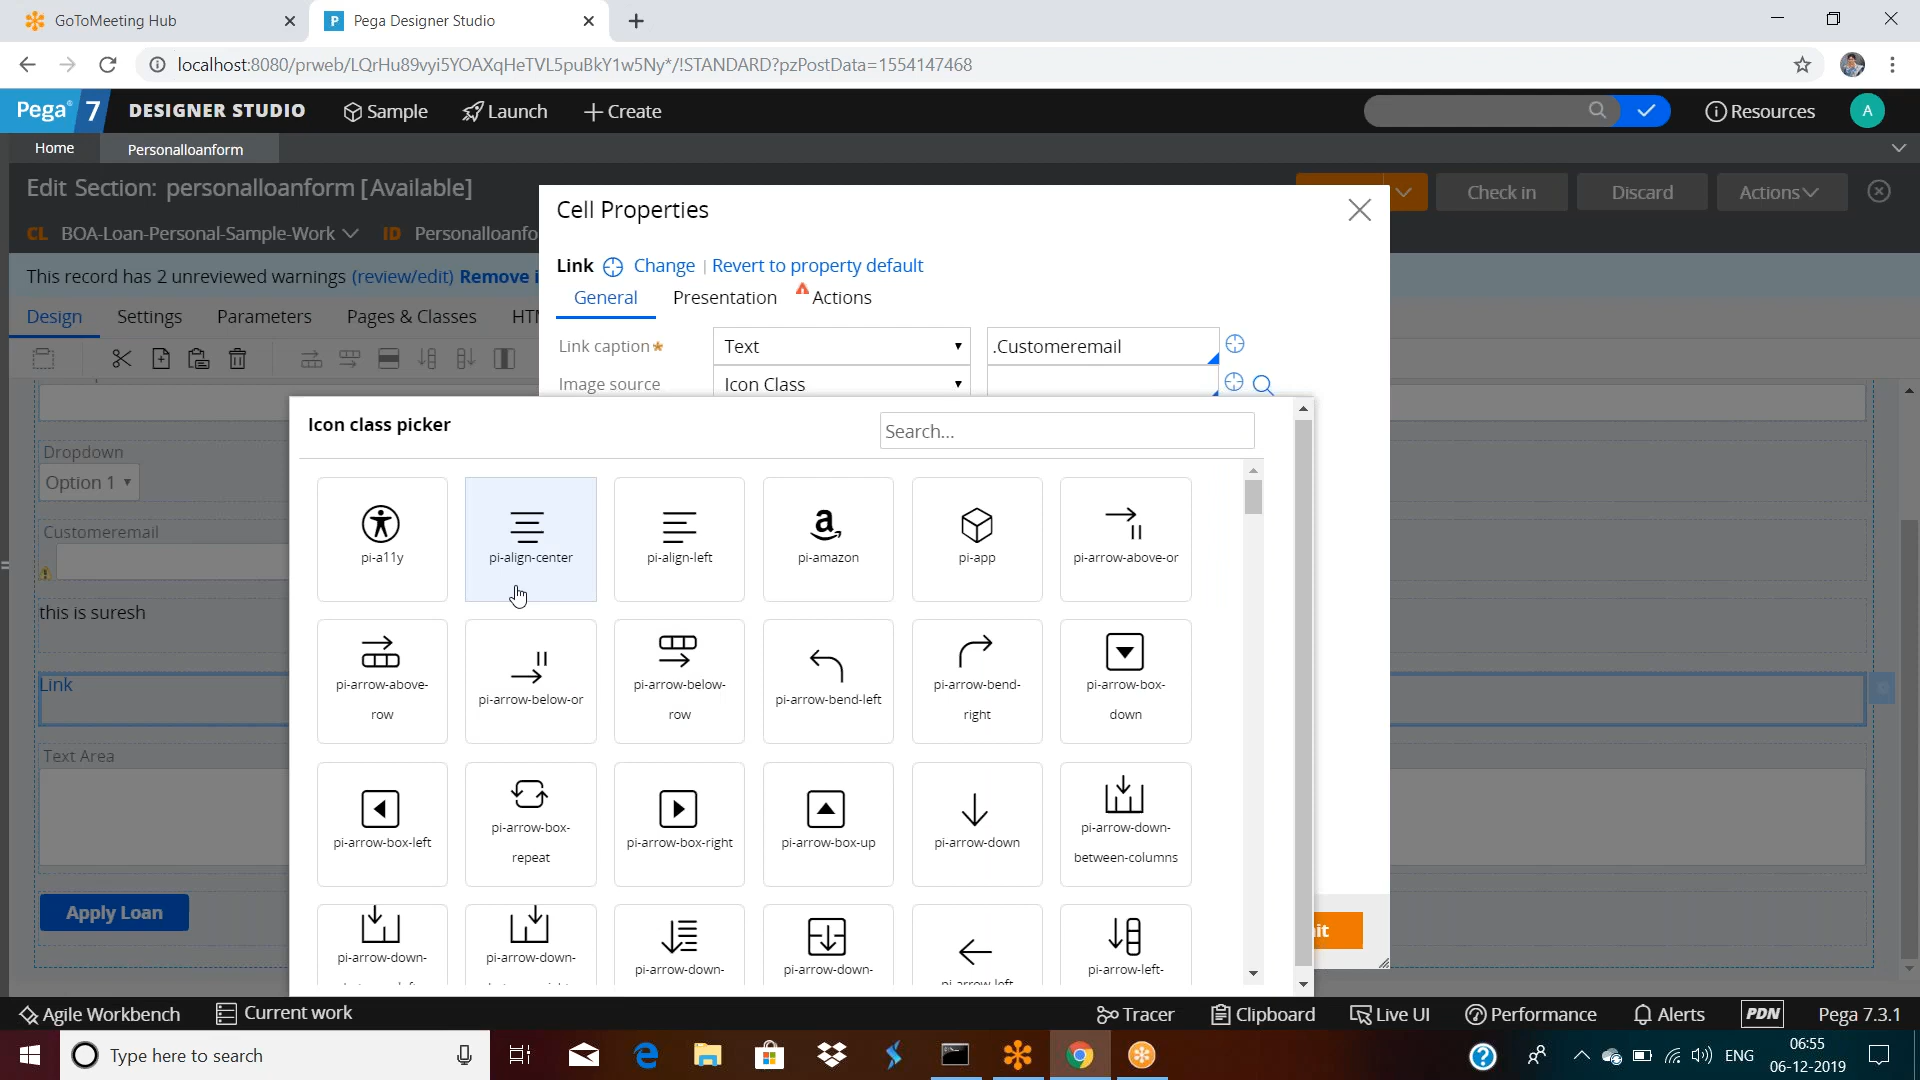 GoToMeeting Hub
P Pega Designer Studio
localhost:8080/prweb/LQrHu89vyi5YOAXqHeTVL5puBkY1w5Ny*/!STANDARD?pzPostData=1554147468
Pega 7 DESIGNER STUDIO Sample Launch Create Resources A
Home Personalloanform
Edit Section: personalloanform [Available] Check in Discard Actions
CL BOA-Loan-Personal-Sample-Work ID Personalloanfo
This record has 2 unreviewed warnings (review/edit) Remove i
Design Settings Parameters Pages & Classes HTM
Cell Properties
Link Change | Revert to property default
General Presentation Actions
Link caption* Text .Customeremail
Image source Icon Class
Icon class picker Search...
Dropdown
Option 1
Customeremail
this is suresh
Link
Text Area
Apply Loan
pi-a11y pi-align-center pi-align-left pi-amazon pi-app pi-arrow-above-or
pi-arrow-above-row pi-arrow-below-or pi-arrow-below-row pi-arrow-bend-left pi-arrow-bend-right pi-arrow-box-down
pi-arrow-box-left pi-arrow-box-repeat pi-arrow-box-right pi-arrow-box-up pi-arrow-down pi-arrow-down-between-columns
pi-arrow-down- pi-arrow-down- pi-arrow-down- pi-arrow-down- pi-arrow-left pi-arrow-left-
it
Agile Workbench Current work Tracer Clipboard Live UI Performance Alerts PDN Pega 7.3.1
Type here to search ENG 06:55
06-12-2019